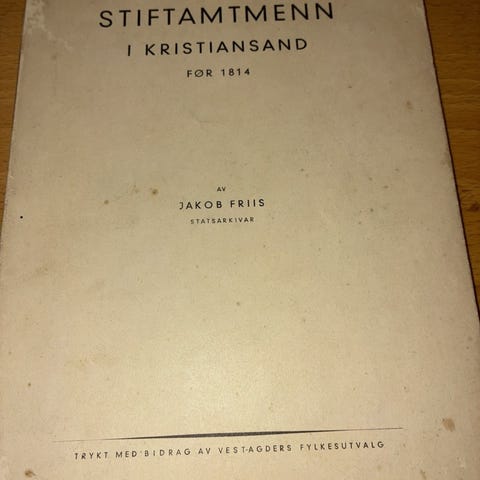 STIFTAMTMENN
I KRISTIANSAND
FØR 1814
AV
JAKOB FRIIS
STATSARKIVAR
TRYKT MED BIDRAG AV VEST-AGDERS FYLKESUTVALG